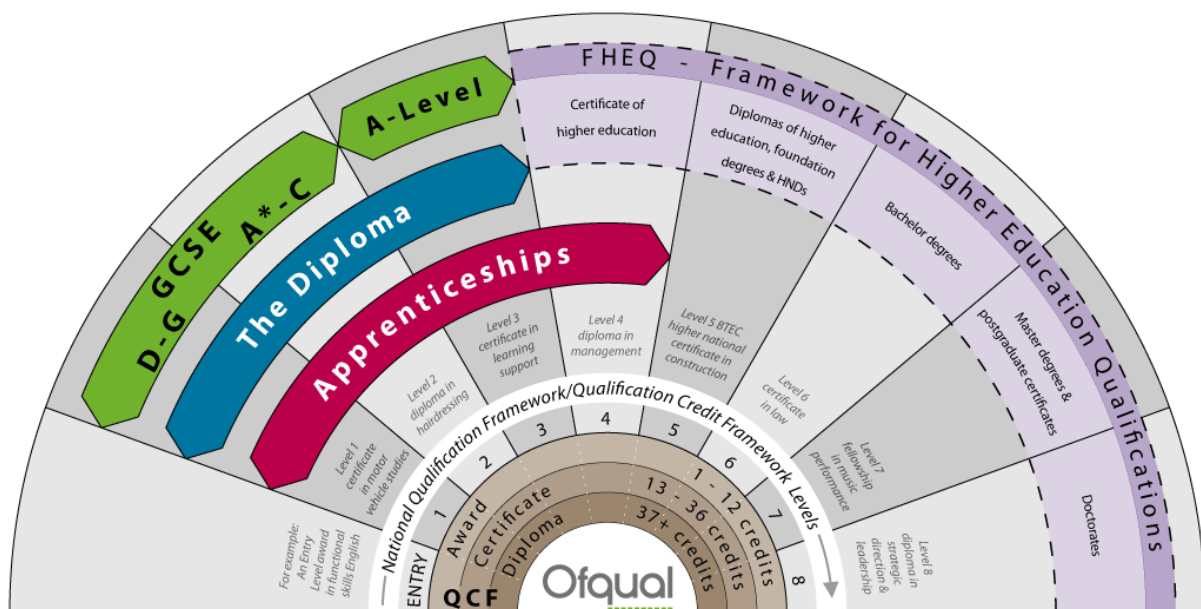 FHEQ - Framework for Higher Education Qualifications
A-Level
GCSE
D-G A*-C
The Diploma
Apprenticeships
Certificate of
higher education
Diplomas of higher
education, foundation
degrees & HNDs
Bachelor degrees
Master degrees &
postgraduate certificates
Doctorates
For example:
An Entry
Level award
in functional
skills English
Level 1
certificate
in motor
vehicle studies
Level 2
diploma in
hairdressing
Level 3
certificate in
learning
support
Level 4
diploma in
management
Level 5 BTEC
higher national
certificate in
construction
Level 6
certificate
in law
Level 7
fellowship
in music
performance
Level 8
diploma in
strategic
direction &
leadership
National Qualification Framework/Qualification Credit Framework Levels
ENTRY
1
2
3
4
5
6
7
8
Award
1 - 12 credits
Certificate
13 - 36 credits
Diploma
37+ credits
QCF
Ofqual